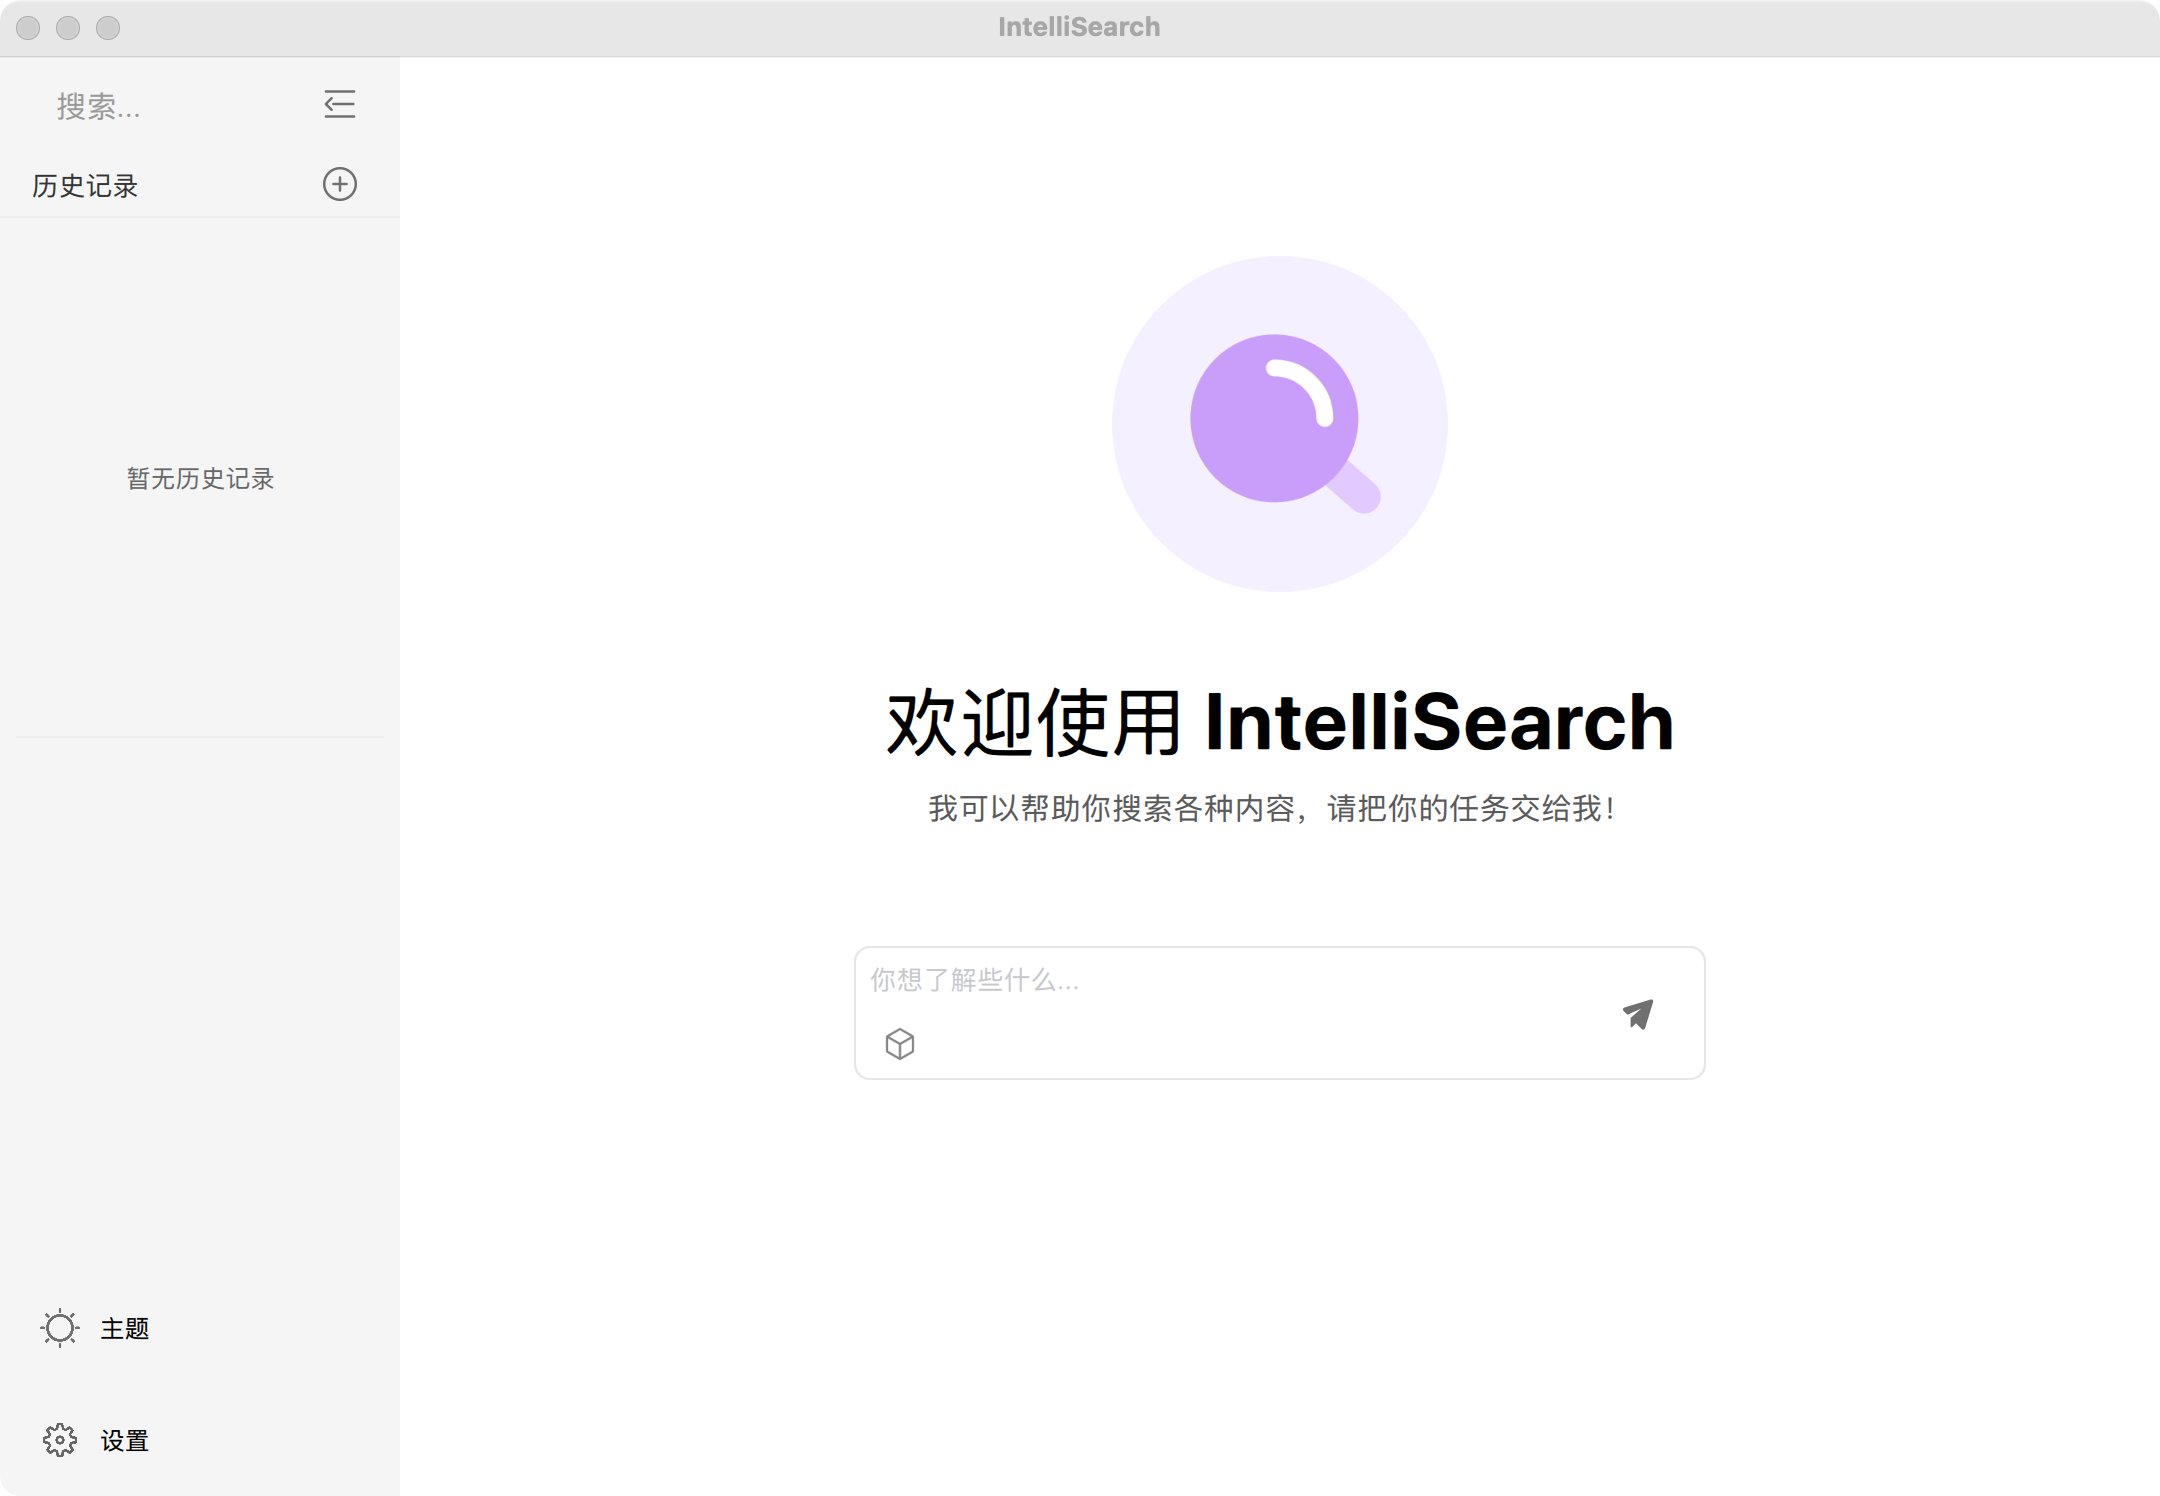 IntelliSearch
搜索...
历史记录
暂无历史记录
欢迎使用 IntelliSearch
我可以帮助你搜索各种内容，请把你的任务交给我！
你想了解些什么...
主题
设置